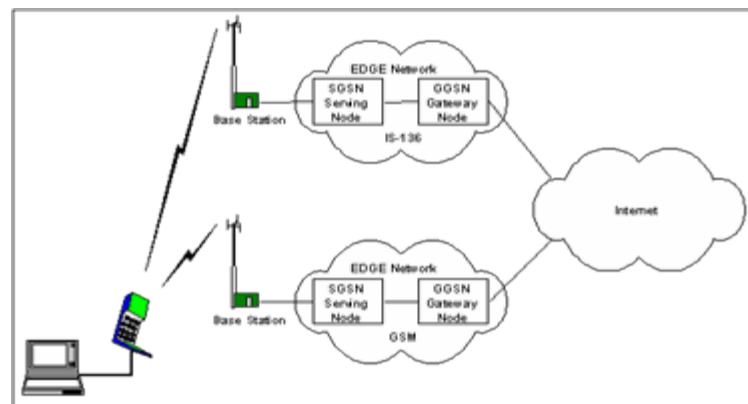 EDGE Network
SGSN
Serving
Node
GGSN
Gateway
Node
Base Station
IS-136
Internet
EDGE Network
SGSN
Serving
Node
GGSN
Gateway
Node
Base Station
GSM